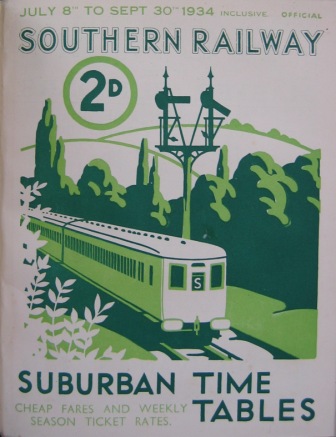 JULY 8TH TO SEPT 30TH 1934 INCLUSIVE. OFFICIAL
SOUTHERN RAILWAY
2D
S
SUBURBAN TIME TABLES
CHEAP FARES AND WEEKLY
SEASON TICKET RATES.